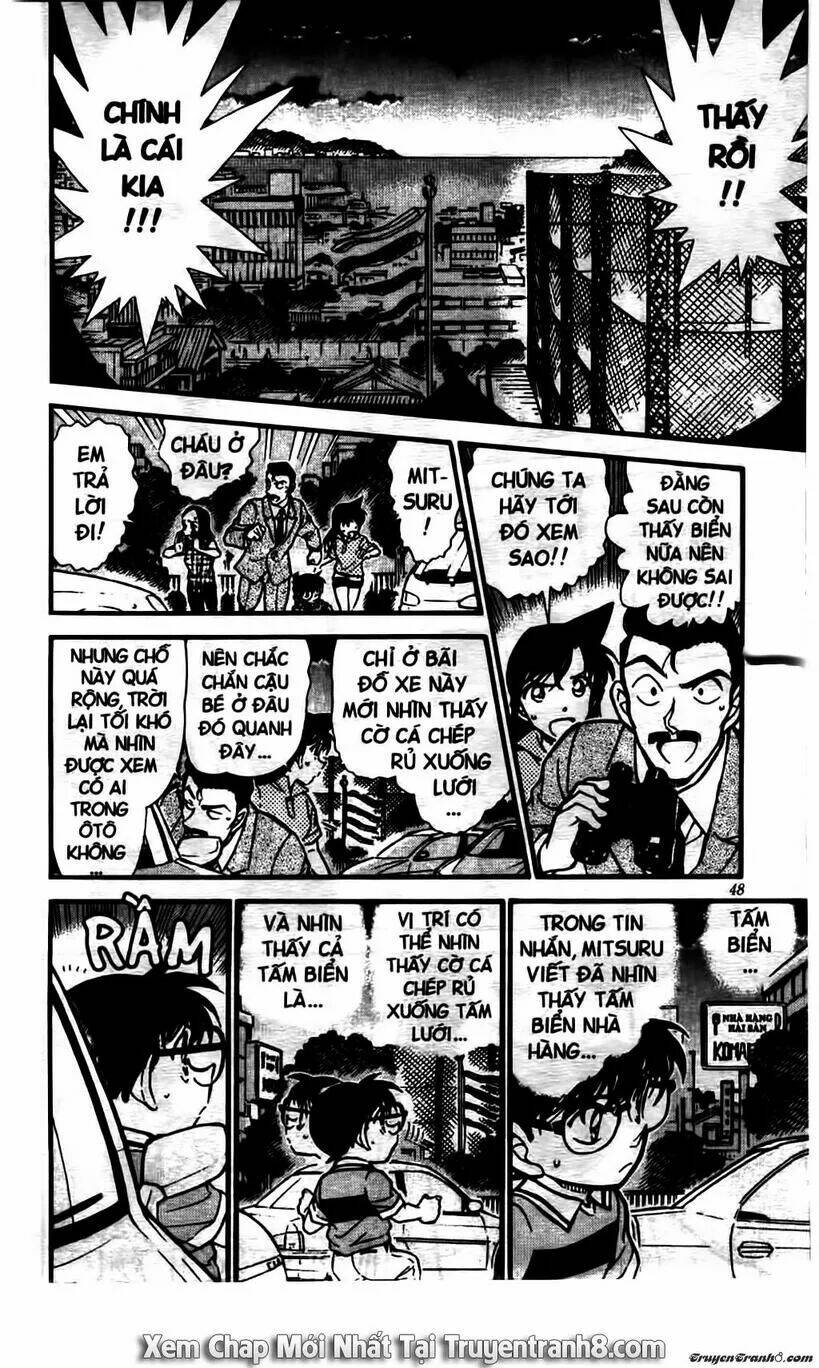 THẤY
RỒI
!!
CHÍNH
LÀ CÁI
KIA
!!!
ĐẰNG
SAU CÒN
THẤY BIỂN
NỮA NÊN
KHÔNG SAI
ĐƯỢC!!
CHÚNG TA
HÃY TỚI
ĐÓ XEM
SAO!!
MIT-
SURU
!
CHÁU Ở
ĐÂU?
EM
TRẢ
LỜI
ĐI!
CHỈ Ở BÃI
ĐỖ XE NÀY
MỚI NHÌN THẤY
CỜ CÁ CHÉP
RỦ XUỐNG
LƯỚI
...
NÊN CHẮC
CHẮN CẬU
BÉ Ở ĐÂU
ĐÓ QUANH
ĐÂY...
NHƯNG CHỖ
NÀY QUÁ
RỘNG, TRỜI
LẠI TỐI KHÓ
MÀ NHÌN
ĐƯỢC XEM
CÓ AI
TRONG
ÔTÔ
KHÔNG
...
48
TẤM
BIỂN
...
TRONG TIN
NHẮN, MITSURU
VIẾT ĐÃ NHÌN
THẤY TẤM
BIỂN NHÀ
HÀNG...
NHÀ HÀNG
HẢI SẢN
VỊ TRÍ CÓ
THỂ NHÌN
THẤY CỜ CÁ
CHÉP RỦ
XUỐNG TẤM
LƯỚI...
VÀ NHÌN
THẤY CẢ
TẤM BIỂN
LÀ...
RẦM
Xem Chap Mới Nhất Tại Truyentranh8.com
TruyenTranh8.com